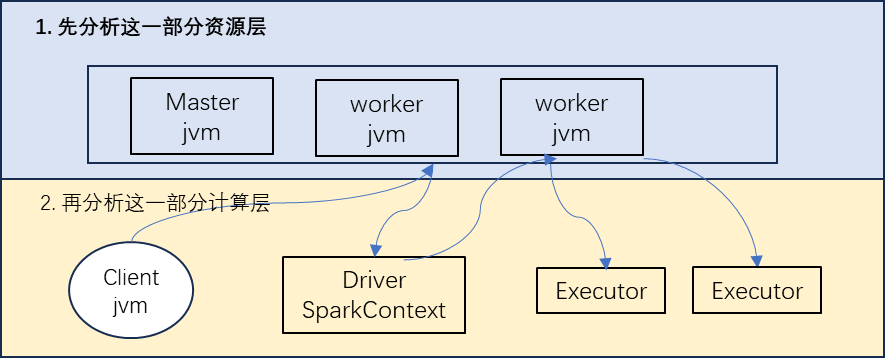 1. 先分析这一部分资源层
Master
jvm
worker
jvm
worker
jvm
2. 再分析这一部分计算层
Client
jvm
Driver
SparkContext
Executor
Executor